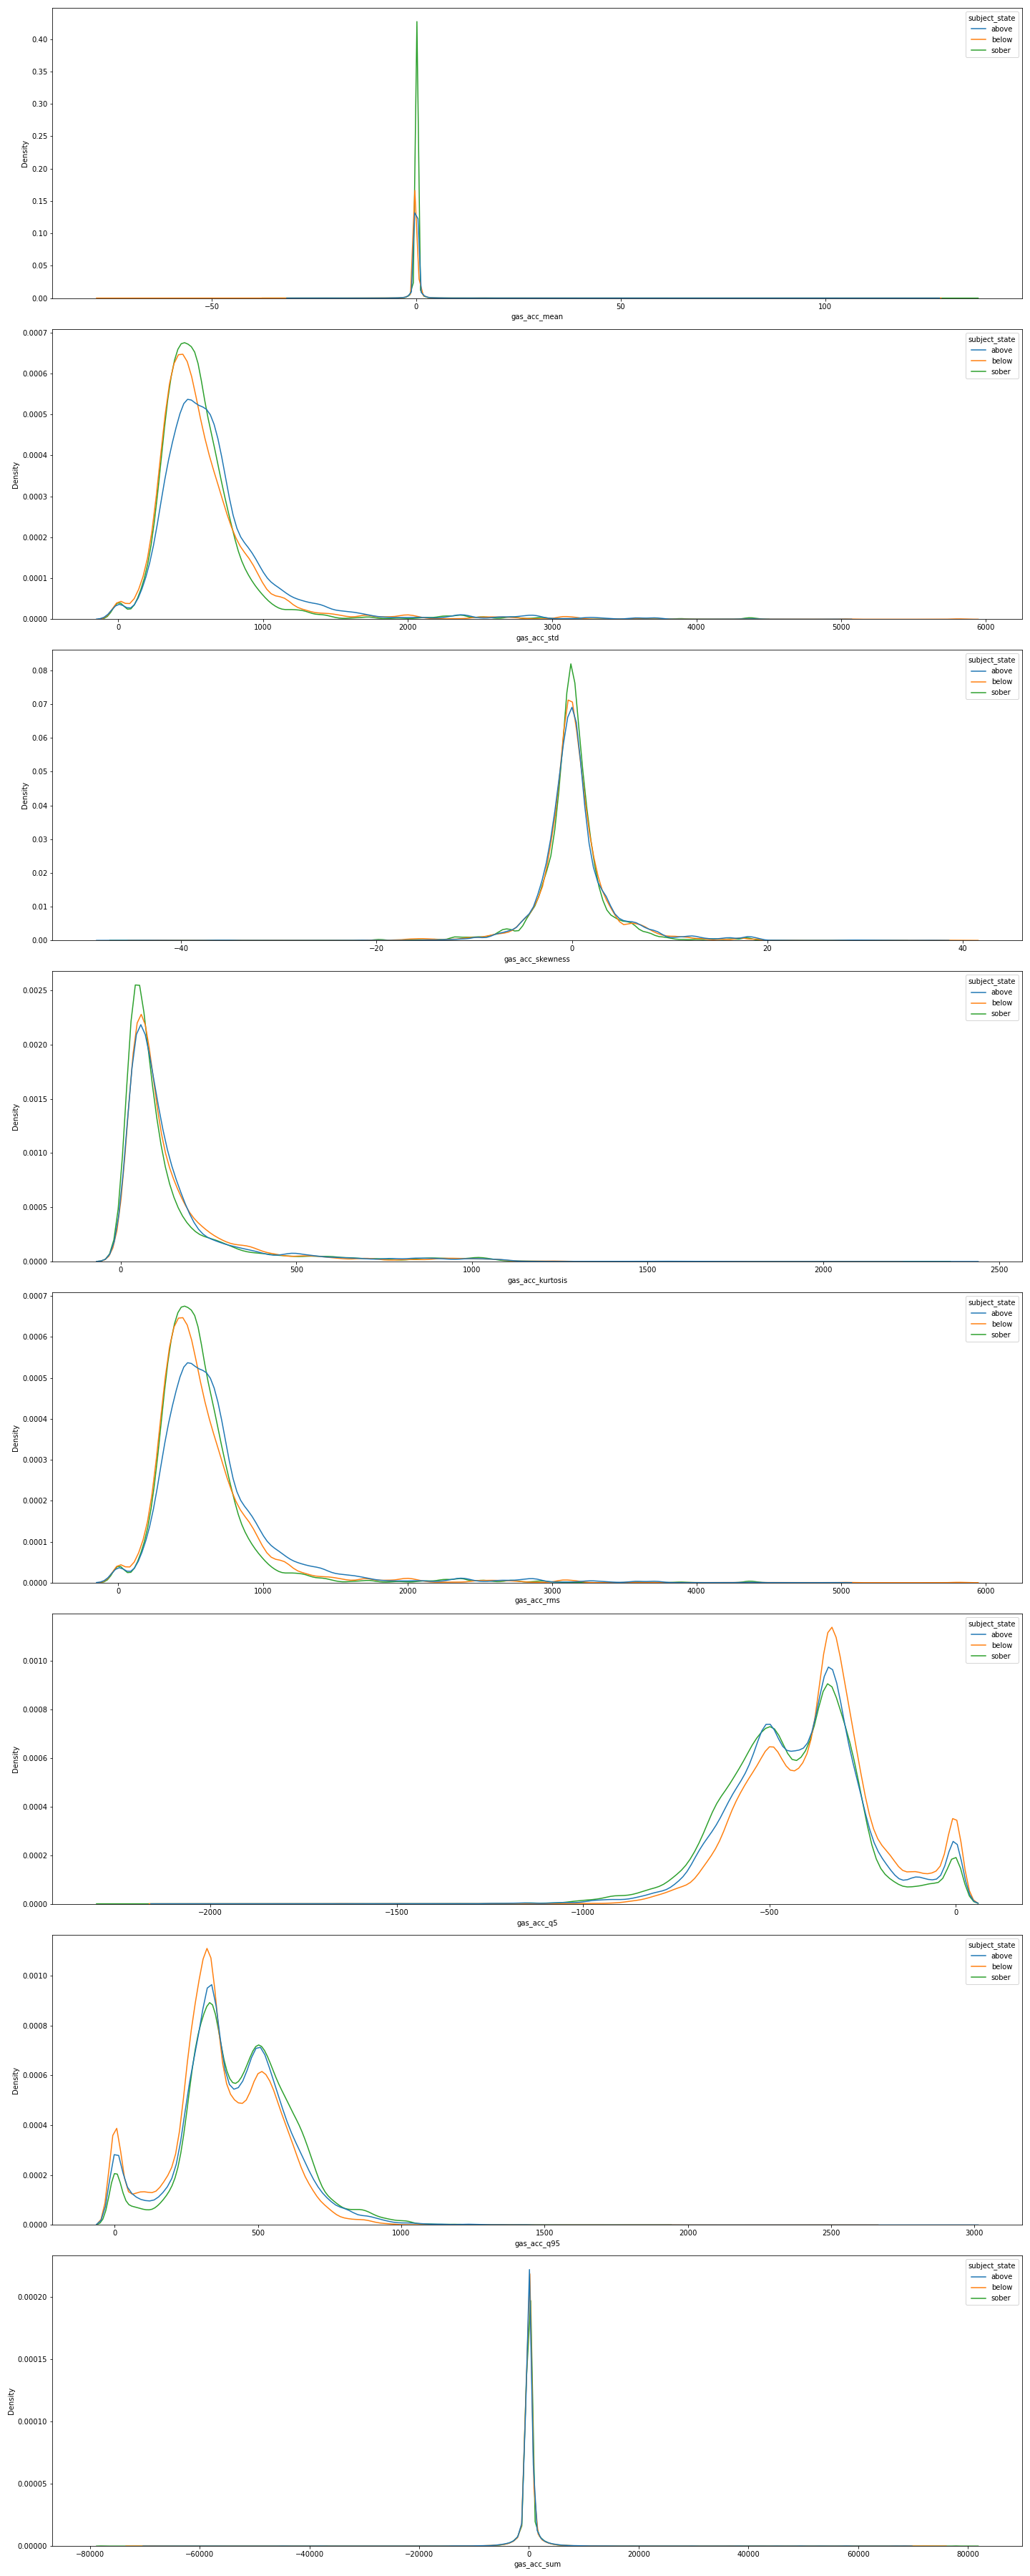 subject_state
above
below
sober
0.40
0.35
0.30
0.25
0.20
0.15
0.10
0.05
0.00
Density
−50 0 50 100
gas_acc_mean
subject_state
above
below
sober
0.0007
0.0006
0.0005
0.0004
0.0003
0.0002
0.0001
0.0000
Density
0 1000 2000 3000 4000 5000 6000
gas_acc_std
subject_state
above
below
sober
0.08
0.07
0.06
0.05
0.04
0.03
0.02
0.01
0.00
Density
−40 −20 0 20 40
gas_acc_skewness
subject_state
above
below
sober
0.0025
0.0020
0.0015
0.0010
0.0005
0.0000
Density
0 500 1000 1500 2000 2500
gas_acc_kurtosis
subject_state
above
below
sober
0.0007
0.0006
0.0005
0.0004
0.0003
0.0002
0.0001
0.0000
Density
0 1000 2000 3000 4000 5000 6000
gas_acc_rms
subject_state
above
below
sober
0.0010
0.0008
0.0006
0.0004
0.0002
0.0000
Density
−2000 −1500 −1000 −500 0
gas_acc_q5
subject_state
above
below
sober
0.0010
0.0008
0.0006
0.0004
0.0002
0.0000
Density
0 500 1000 1500 2000 2500 3000
gas_acc_q95
subject_state
above
below
sober
0.00020
0.00015
0.00010
0.00005
0.00000
Density
−80000 −60000 −40000 −20000 0 20000 40000 60000 80000
gas_acc_sum